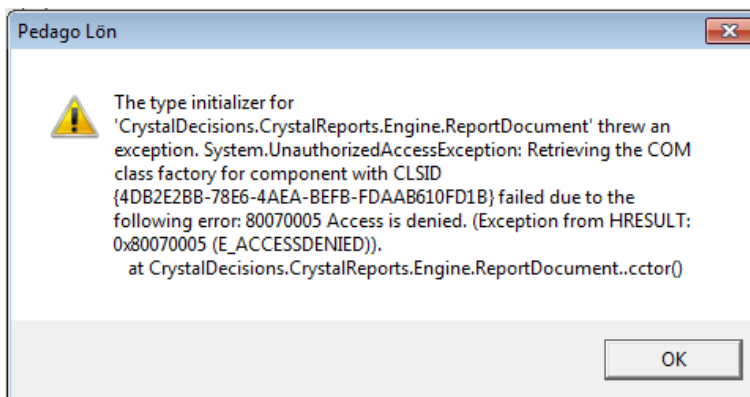 Pedago Lön
The type initializer for
'CrystalDecisions.CrystalReports.Engine.ReportDocument' threw an
exception. System.UnauthorizedAccessException: Retrieving the COM
class factory for component with CLSID
{4DB2E2BB-78E6-4AEA-BEFB-FDAAB610FD1B} failed due to the
following error: 80070005 Access is denied. (Exception from HRESULT:
0x80070005 (E_ACCESSDENIED)).
at CrystalDecisions.CrystalReports.Engine.ReportDocument..cctor()
OK